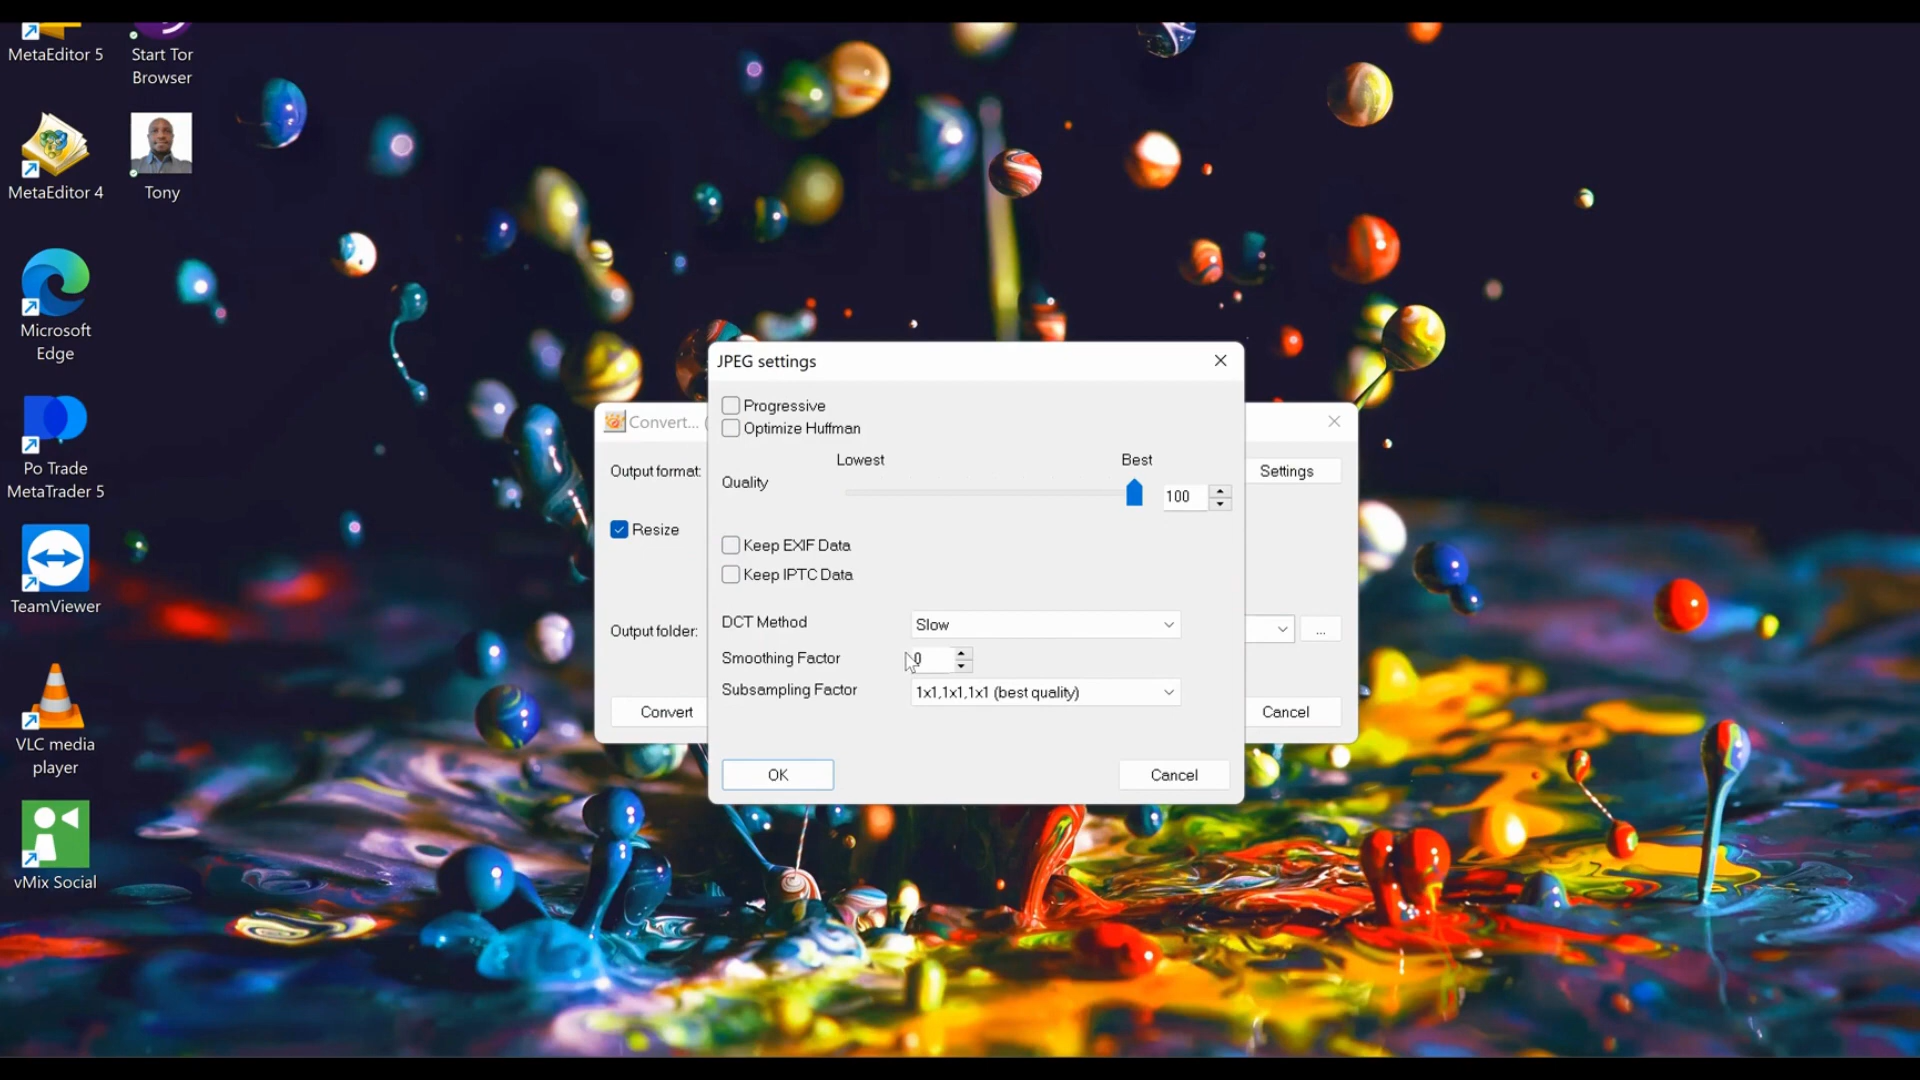 MetaEditor 5
Start Tor
Browser
MetaEditor 4
Tony
Microsoft
Edge
Po Trade
MetaTrader 5
TeamViewer
VLC media
player
vMix Social
Convert... (
Output format:
Settings
Resize
Output folder:
...
Convert
Cancel
JPEG settings
Progressive
Optimize Huffman
Lowest
Best
Quality
100
Keep EXIF Data
Keep IPTC Data
DCT Method
Slow
Smoothing Factor
0
Subsampling Factor
1x1,1x1,1x1 (best quality)
OK
Cancel